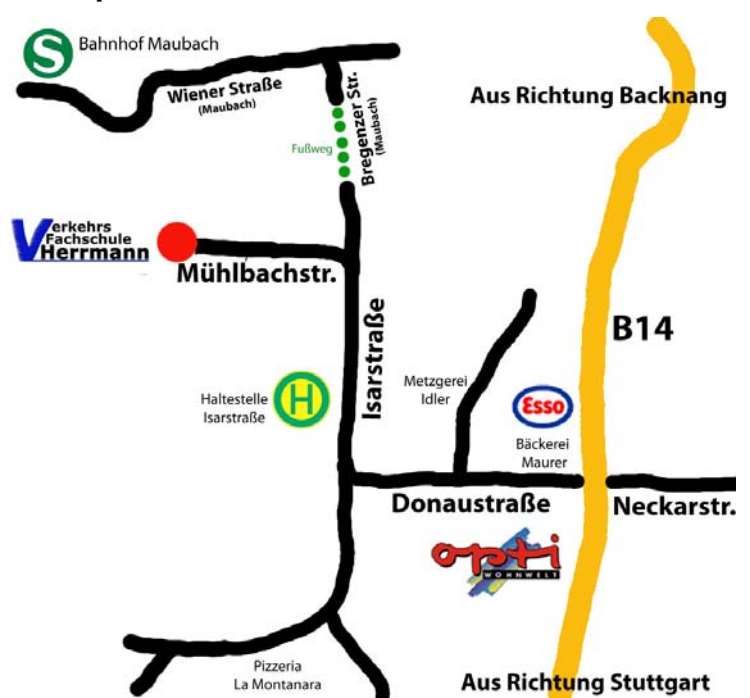 S
Bahnhof Maubach
Wiener Straße
(Maubach)
Bregenzer Str.
(Maubach)
Aus Richtung Backnang
Fußweg
Verkehrs
Fachschule
Herrmann
Mühlbachstr.
Isarstraße
B14
Haltestelle
Isarstraße
H
Metzgerei
Idler
Esso
Bäckerei
Maurer
Donaustraße
Neckarstr.
opti
WOHNWELT
Pizzeria
La Montanara
Aus Richtung Stuttgart